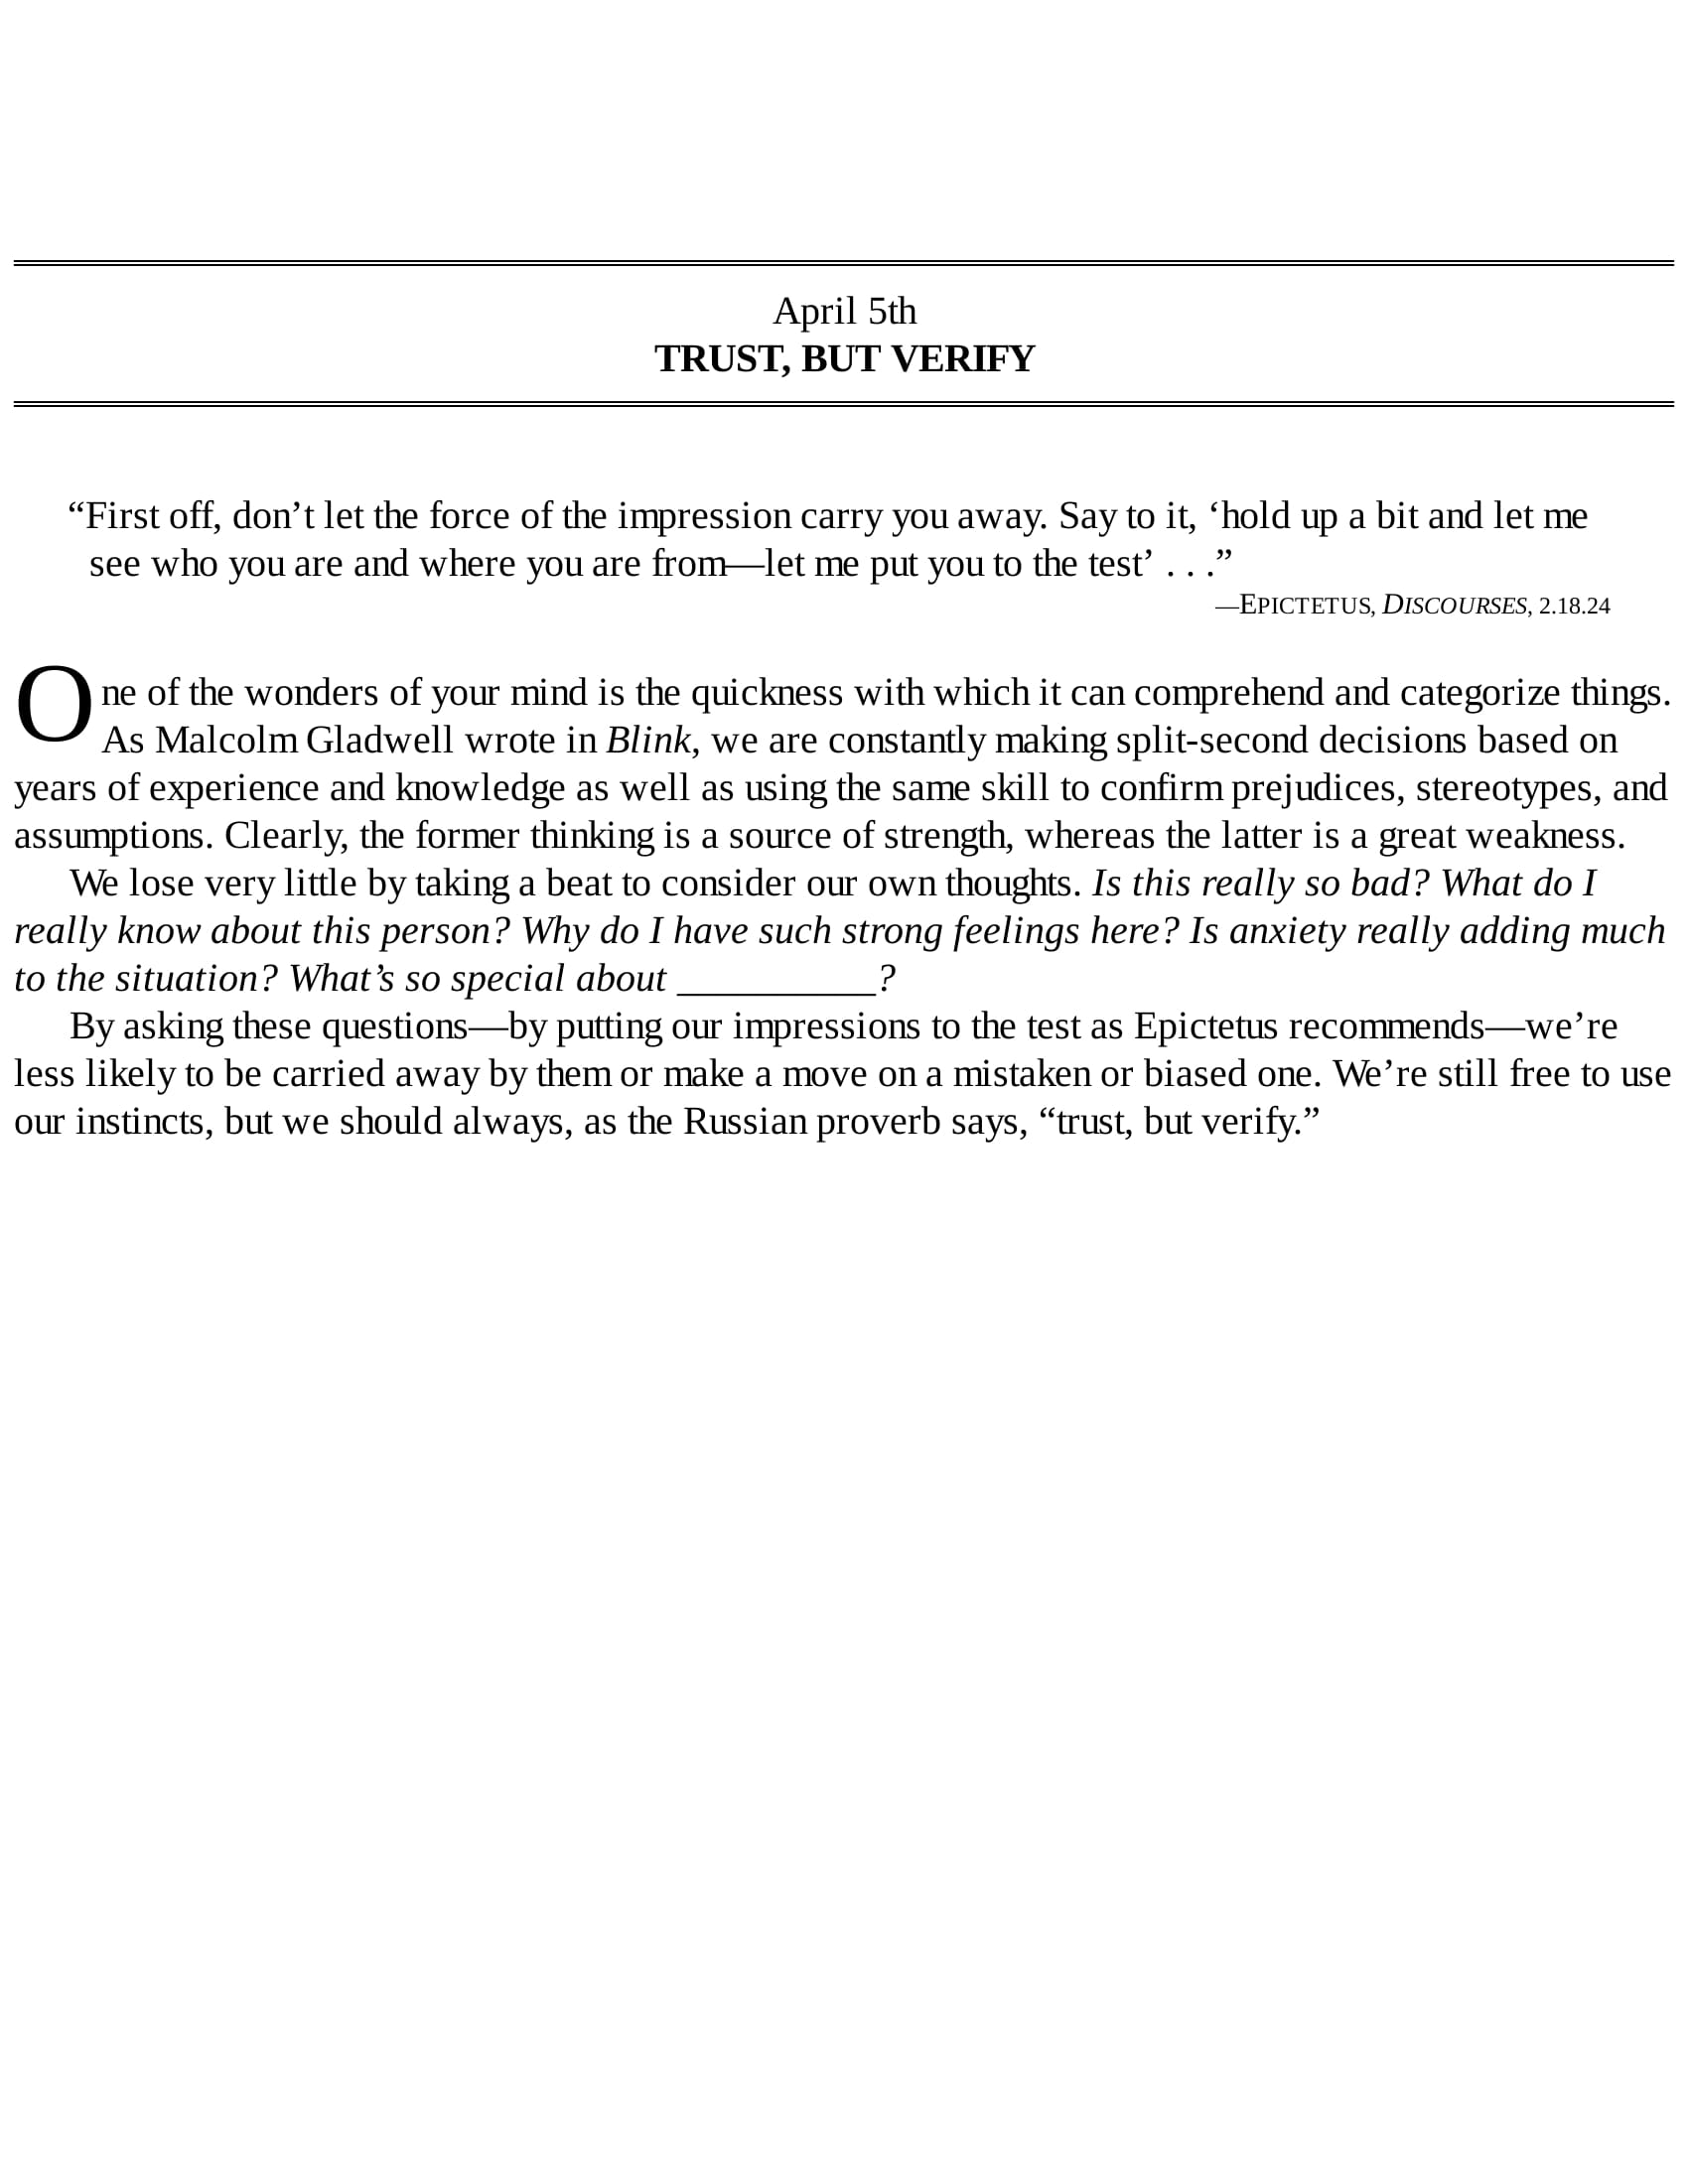 April 5th
TRUST, BUT VERIFY
“First off, don’t let the force of the impression carry you away. Say to it, ‘hold up a bit and let me
see who you are and where you are from—let me put you to the test’ . . .”
—EPICTETUS, DISCOURSES, 2.18.24
One of the wonders of your mind is the quickness with which it can comprehend and categorize things.
As Malcolm Gladwell wrote in Blink, we are constantly making split-second decisions based on
years of experience and knowledge as well as using the same skill to confirm prejudices, stereotypes, and
assumptions. Clearly, the former thinking is a source of strength, whereas the latter is a great weakness.
We lose very little by taking a beat to consider our own thoughts. Is this really so bad? What do I
really know about this person? Why do I have such strong feelings here? Is anxiety really adding much
to the situation? What’s so special about __________?
By asking these questions—by putting our impressions to the test as Epictetus recommends—we’re
less likely to be carried away by them or make a move on a mistaken or biased one. We’re still free to use
our instincts, but we should always, as the Russian proverb says, “trust, but verify.”